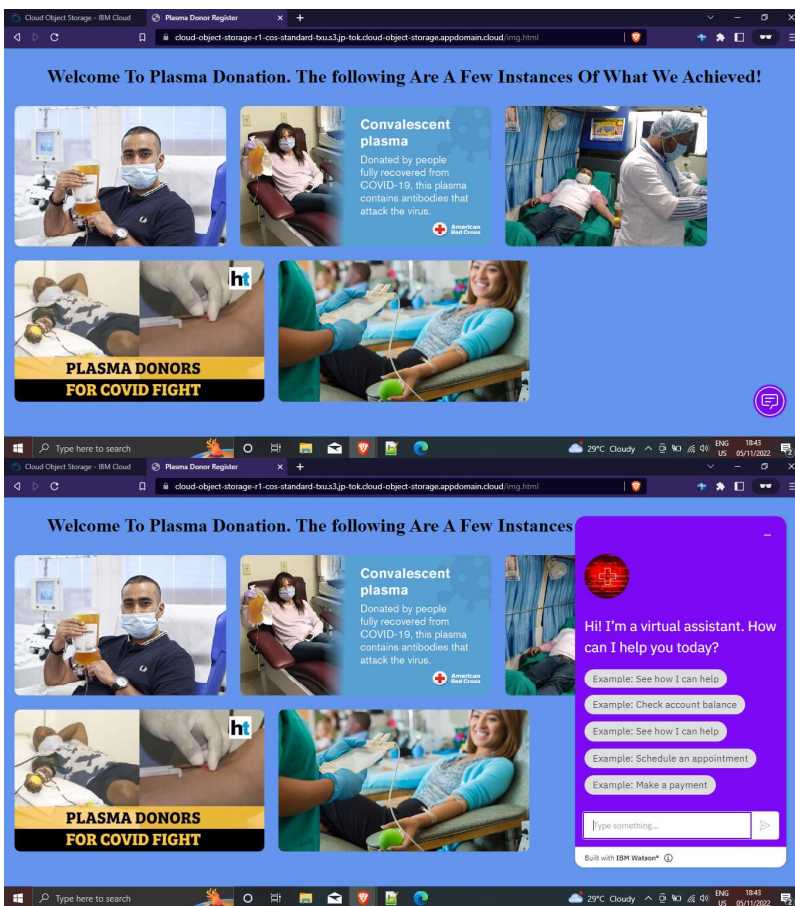 Cloud Object Storage - IBM Cloud
Plasma Donor Register
cloud-object-storage-r1-cos-standard-txu.s3.jp-tok.cloud-object-storage.appdomain.cloud/img.html
Welcome To Plasma Donation. The following Are A Few Instances Of What We Achieved!
Convalescent
plasma
Donated by people
fully recovered from
COVID-19, this plasma
contains antibodies that
attack the virus.
American
Red Cross
ht
PLASMA DONORS
FOR COVID FIGHT
Type here to search
29°C Cloudy
ENG
US
18:43
05/11/2022
2
Cloud Object Storage - IBM Cloud
Plasma Donor Register
cloud-object-storage-r1-cos-standard-txu.s3.jp-tok.cloud-object-storage.appdomain.cloud/img.html
Welcome To Plasma Donation. The following Are A Few Instances
Convalescent
plasma
Donated by people
fully recovered from
COVID-19, this plasma
contains antibodies that
attack the virus.
American
Red Cross
ht
PLASMA DONORS
FOR COVID FIGHT
Hi! I'm a virtual assistant. How
can I help you today?
Example: See how I can help
Example: Check account balance
Example: See how I can help
Example: Schedule an appointment
Example: Make a payment
Type something...
Built with IBM Watson®
Type here to search
29°C Cloudy
ENG
US
18:43
05/11/2022
2